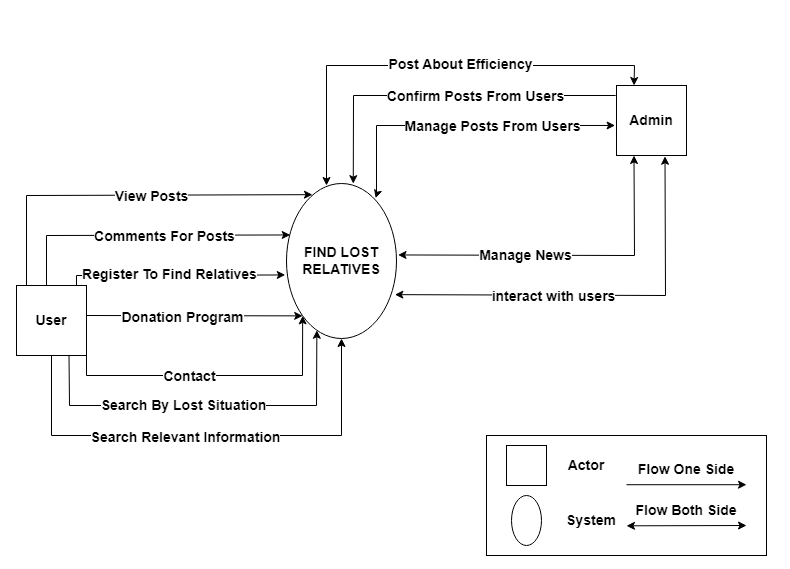 Post About Efficiency
Confirm Posts From Users
Admin
Manage Posts From Users
View Posts
Comments For Posts
FIND LOST
RELATIVES
Manage News
Register To Find Relatives
interact with users
User
Donation Program
Contact
Search By Lost Situation
Search Relevant Information
Actor
Flow One Side
System
Flow Both Side